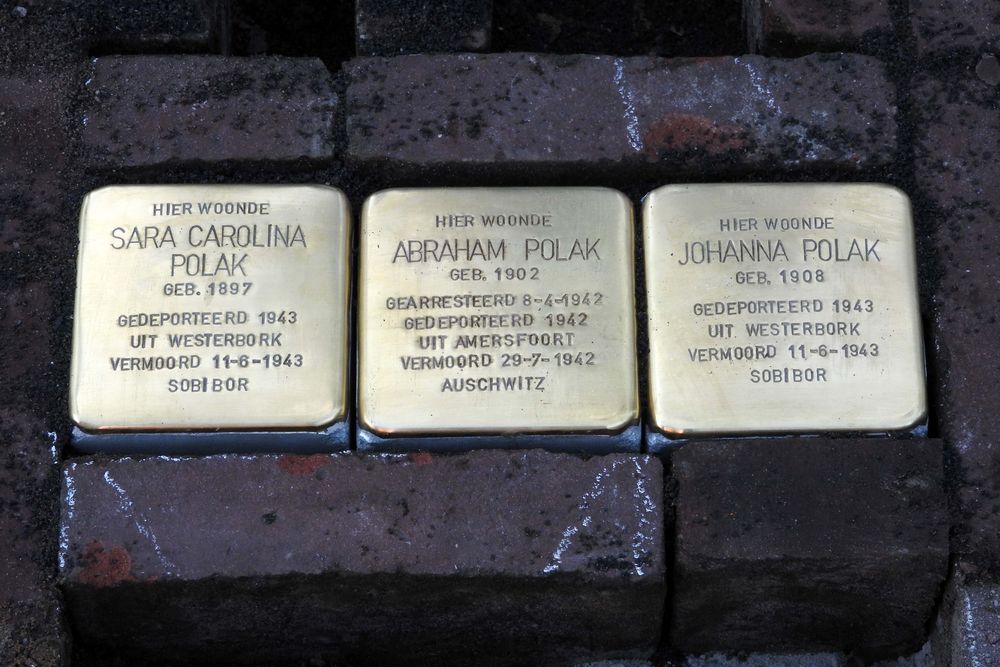 HIER WOONDE
SARA CAROLINA
POLAK
GEB. 1897
GEDEPORTEERD 1943
UIT WESTERBORK
VERMOORD 11-6-1943
SOBIBOR
HIER WOONDE
ABRAHAM POLAK
GEB. 1902
GEARRESTEERD 8-4-1942
GEDEPORTEERD 1942
UIT AMERSFOORT
VERMOORD 29-7-1942
AUSCHWITZ
HIER WOONDE
JOHANNA POLAK
GEB. 1908
GEDEPORTEERD 1943
UIT WESTERBORK
VERMOORD 11-6-1943
SOBIBOR